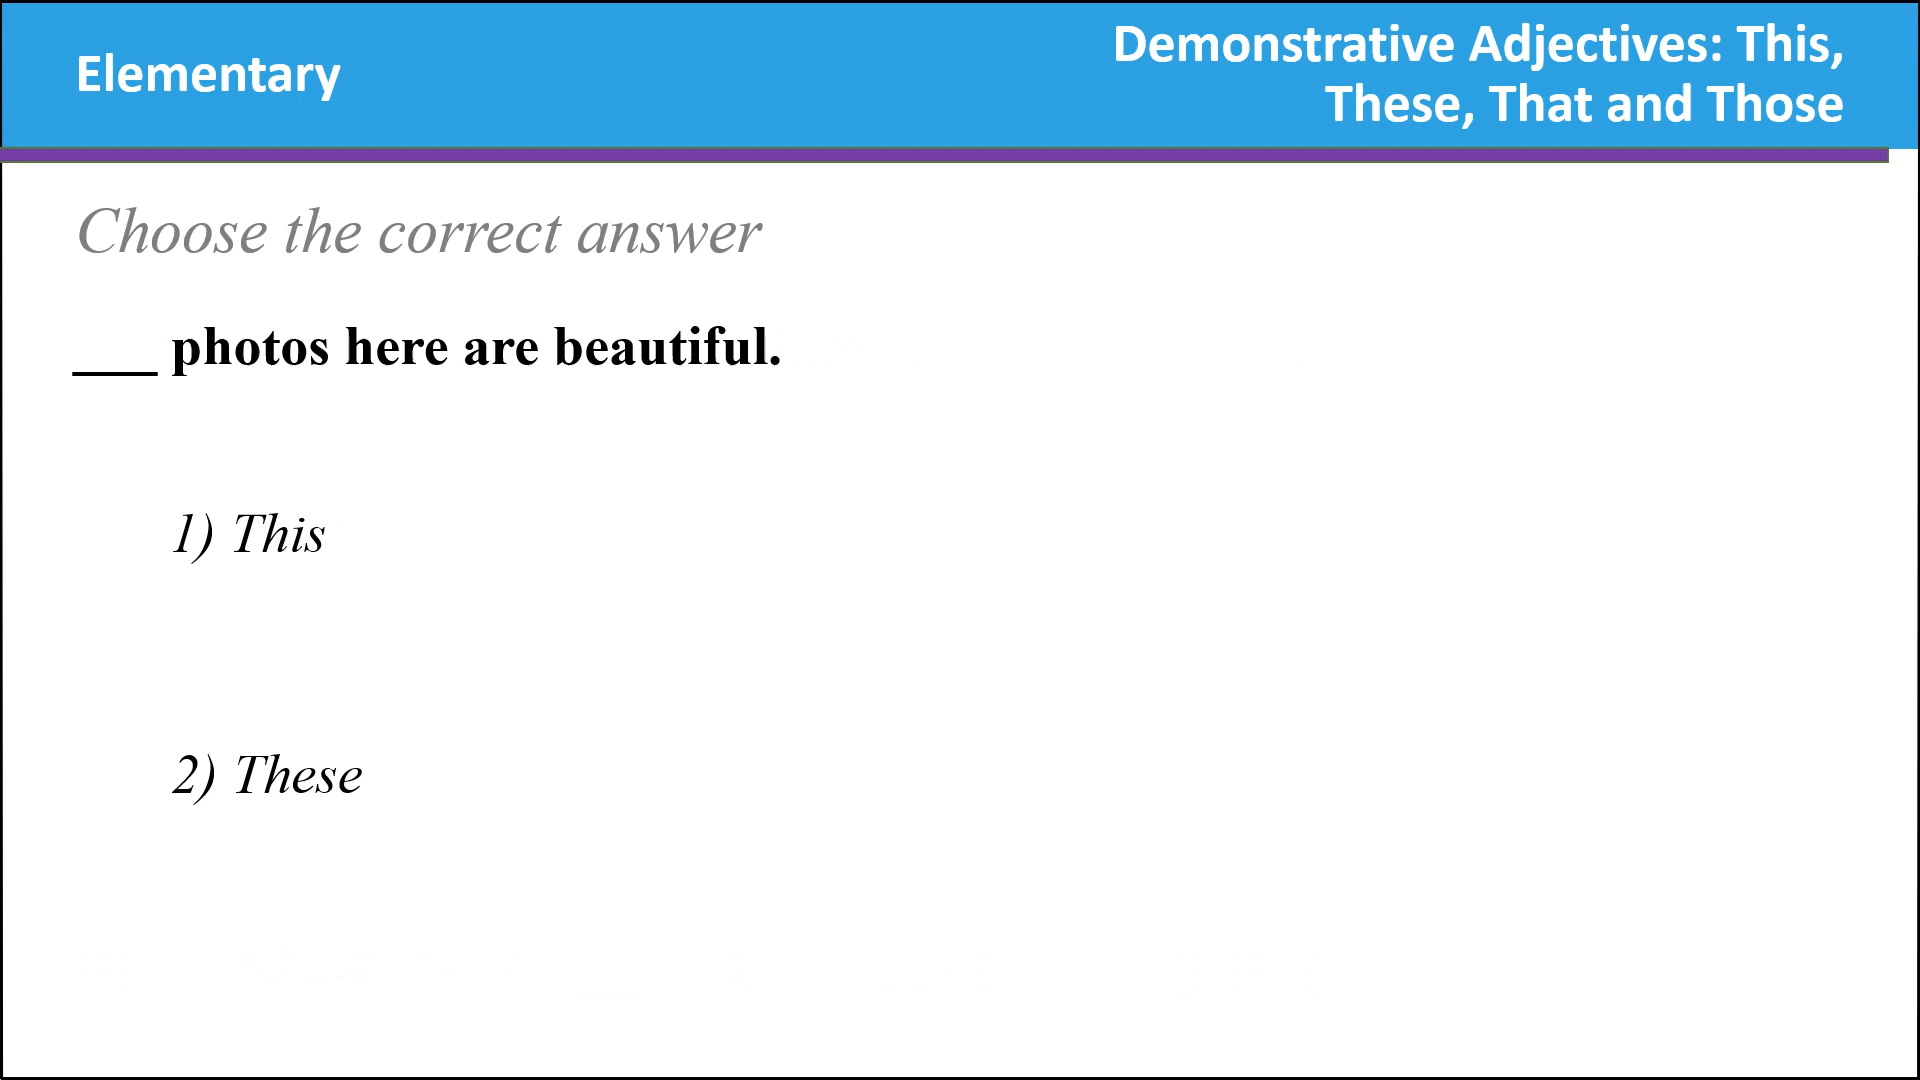 Elementary
Demonstrative Adjectives: This,
These, That and Those
Choose the correct answer
___ photos here are beautiful.
1) This
2) These